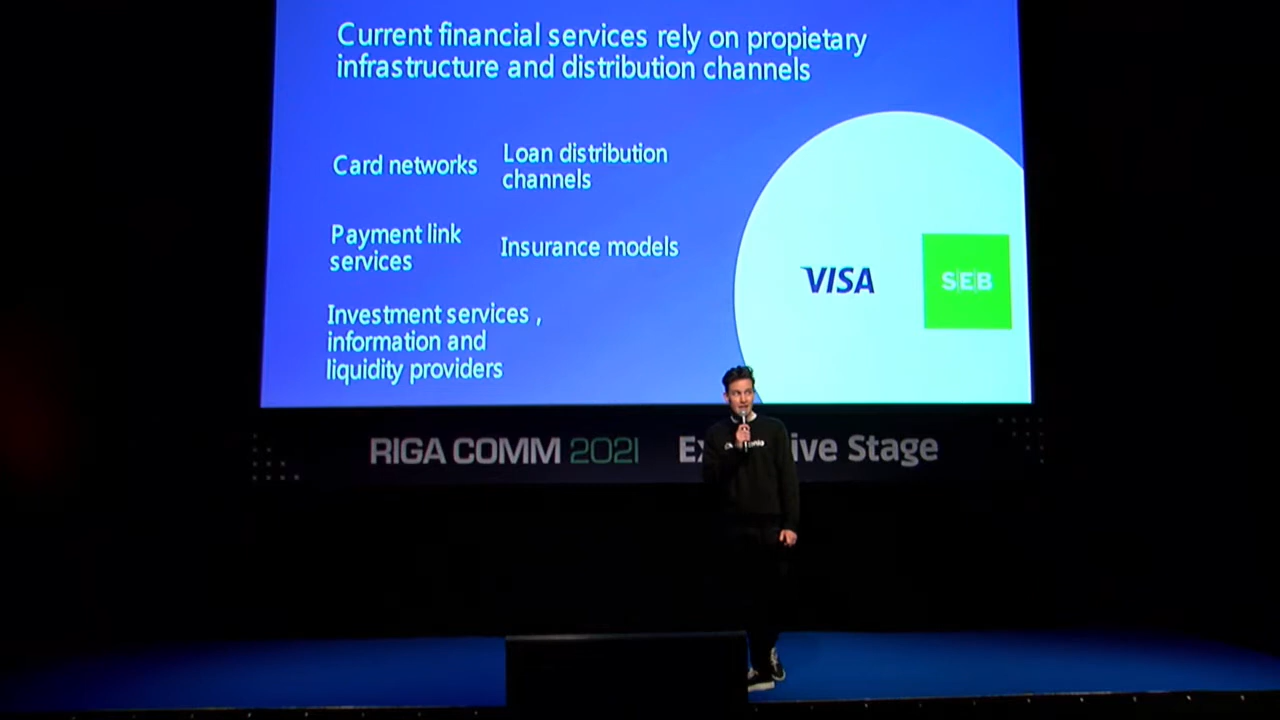 Current financial services rely on propietary
infrastructure and distribution channels
Card networks
Loan distribution
channels
Payment link
services
Insurance models
Investment services ,
information and
liquidity providers
VISA
SEB
RIGA COMM 2021
Stage